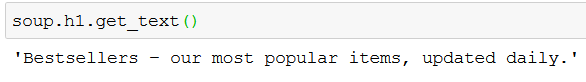 soup.h1.get_text()
'Bestsellers – our most popular items, updated daily.'